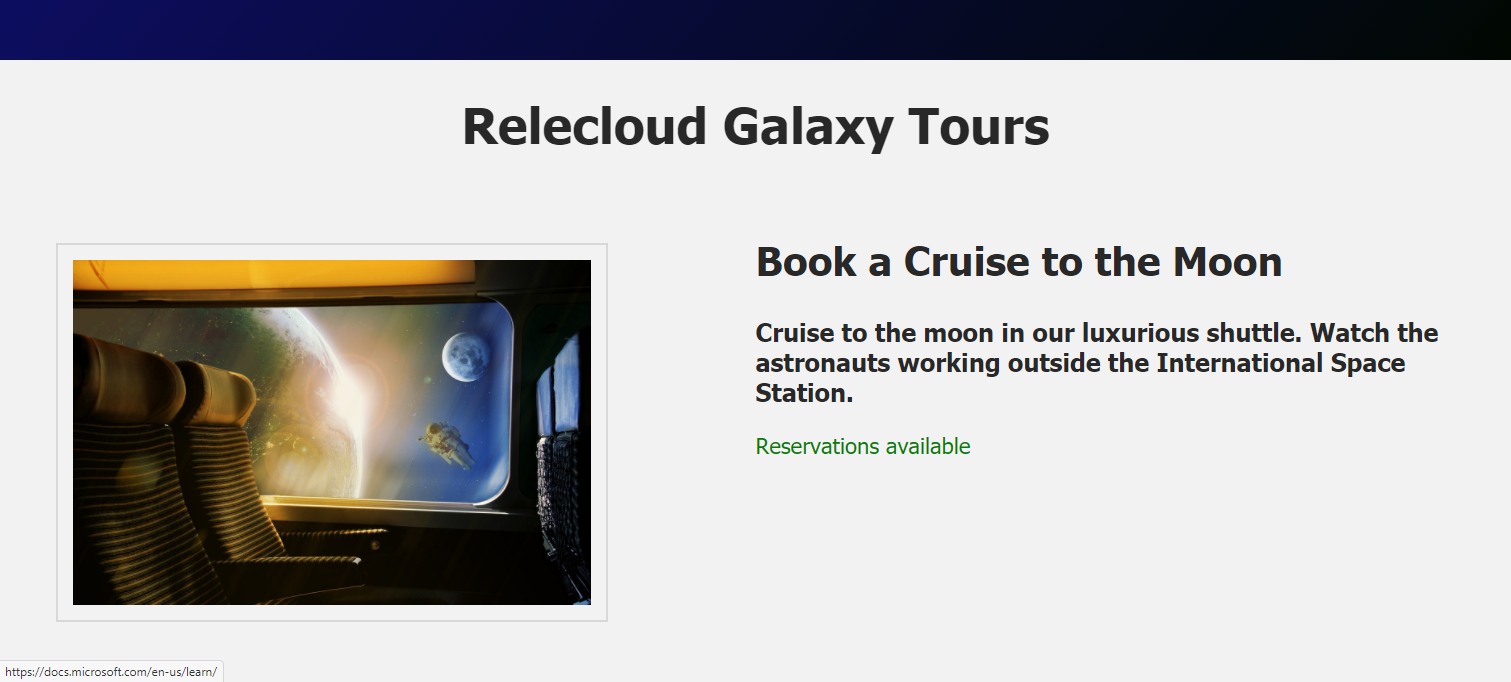 Relecloud Galaxy Tours
Book a Cruise to the Moon
Cruise to the moon in our luxurious shuttle. Watch the
astronauts working outside the International Space
Station.
Reservations available
https://docs.microsoft.com/en-us/learn/